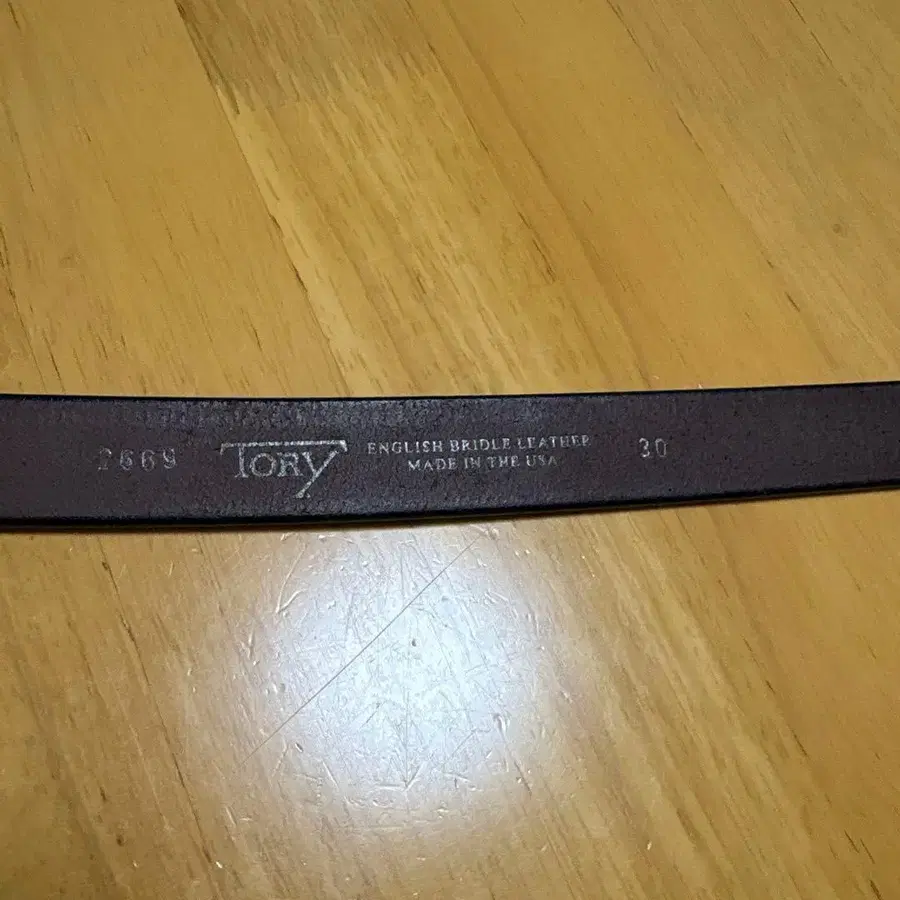 2669
TORY
ENGLISH BRIDLE LEATHER
MADE IN THE USA
30